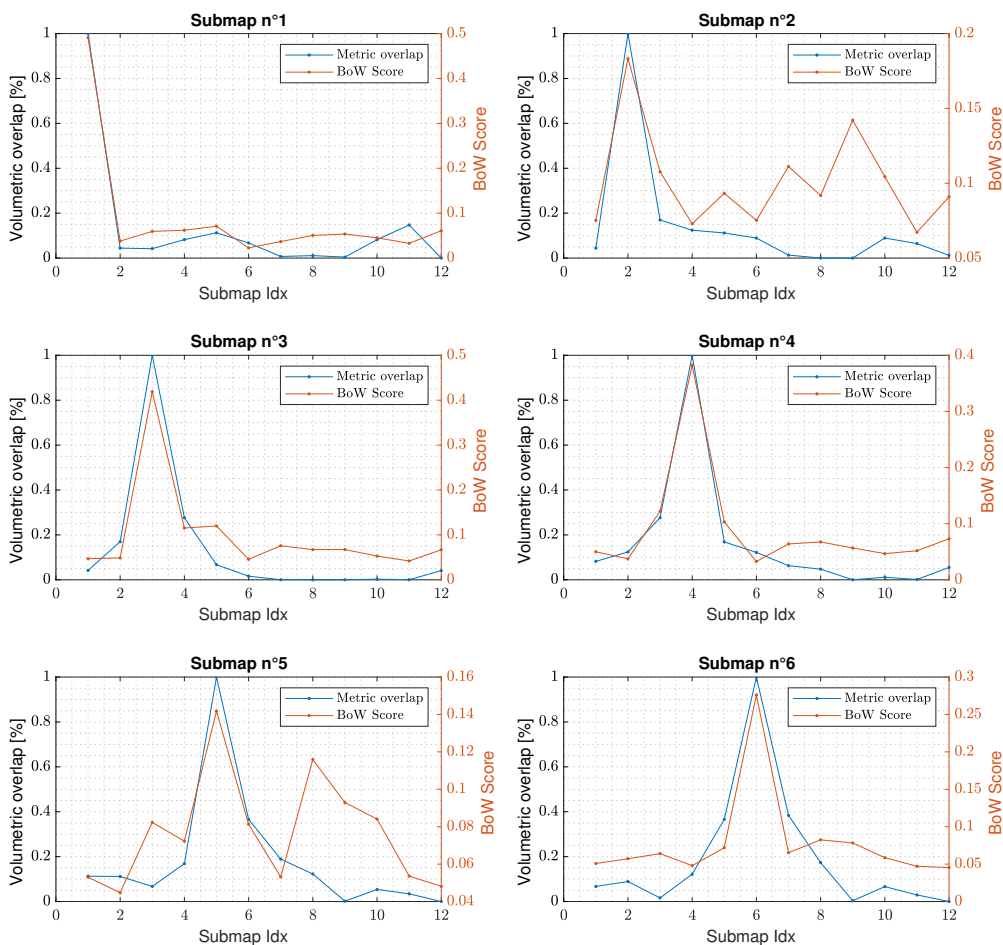 Submap n°1
Volumetric overlap [%]
1
0.8
0.6
0.4
0.2
0
0.5
0.4
0.3
0.2
0.1
0
BoW Score
Metric overlap
BoW Score
0 2 4 6 8 10 12
Submap Idx
Submap n°2
Volumetric overlap [%]
1
0.8
0.6
0.4
0.2
0
0.2
0.15
0.1
0.05
BoW Score
Metric overlap
BoW Score
0 2 4 6 8 10 12
Submap Idx
Submap n°3
Volumetric overlap [%]
1
0.8
0.6
0.4
0.2
0
0.5
0.4
0.3
0.2
0.1
0
BoW Score
Metric overlap
BoW Score
0 2 4 6 8 10 12
Submap Idx
Submap n°4
Volumetric overlap [%]
1
0.8
0.6
0.4
0.2
0
0.4
0.3
0.2
0.1
0
BoW Score
Metric overlap
BoW Score
0 2 4 6 8 10 12
Submap Idx
Submap n°5
Volumetric overlap [%]
1
0.8
0.6
0.4
0.2
0
0.16
0.14
0.12
0.1
0.08
0.06
0.04
BoW Score
Metric overlap
BoW Score
0 2 4 6 8 10 12
Submap Idx
Submap n°6
Volumetric overlap [%]
1
0.8
0.6
0.4
0.2
0
0.3
0.25
0.2
0.15
0.1
0.05
0
BoW Score
Metric overlap
BoW Score
0 2 4 6 8 10 12
Submap Idx